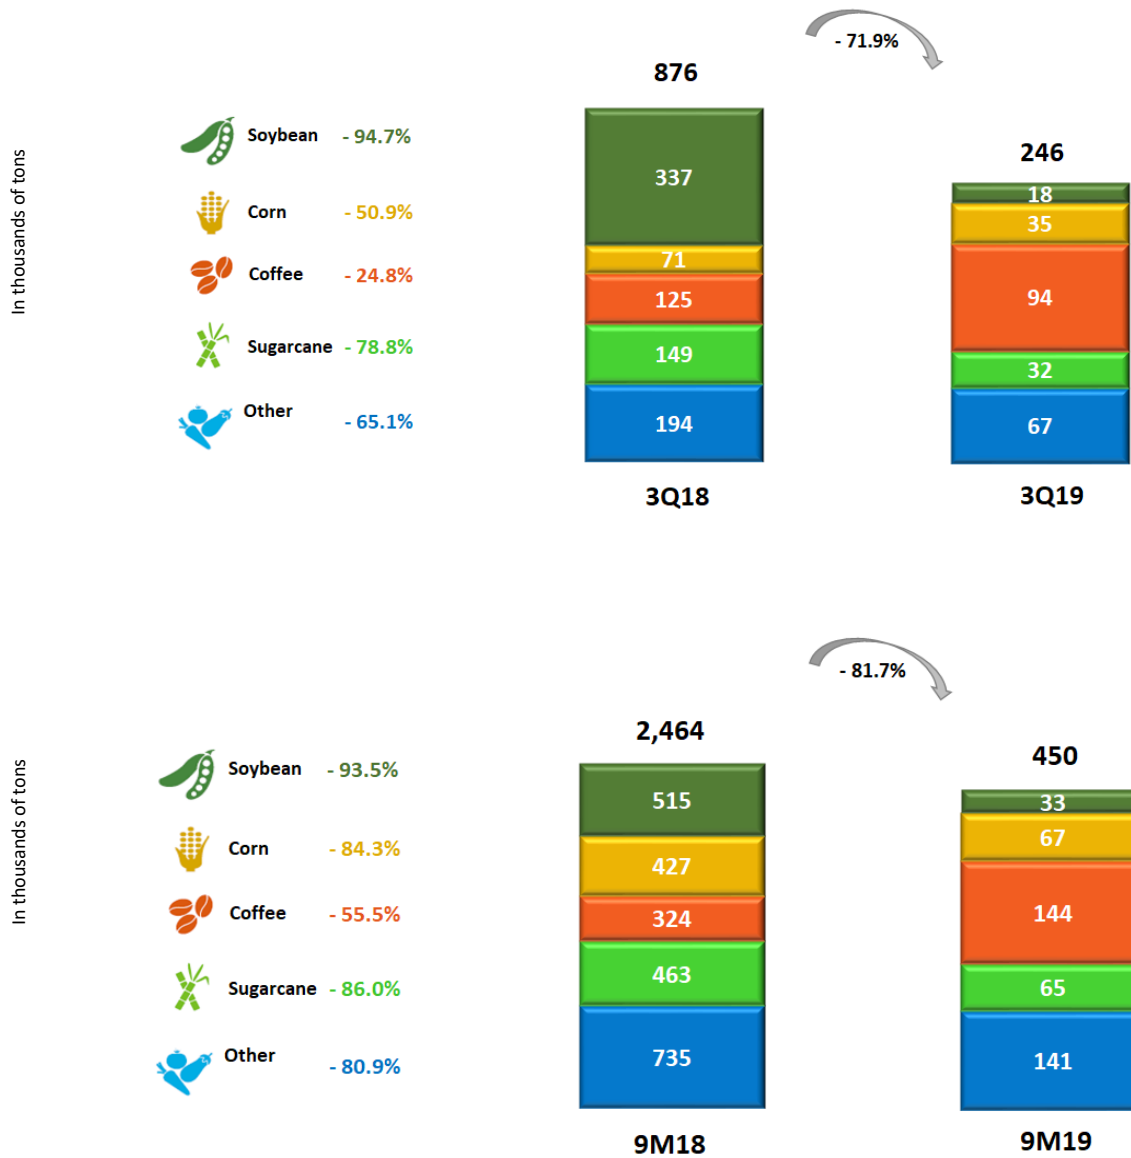 - 71.9%
876
246
In thousands of tons
Soybean - 94.7%
Corn - 50.9%
Coffee - 24.8%
Sugarcane - 78.8%
Other - 65.1%
337
71
125
149
194
18
35
94
32
67
3Q18
3Q19
- 81.7%
2,464
450
In thousands of tons
Soybean - 93.5%
Corn - 84.3%
Coffee - 55.5%
Sugarcane - 86.0%
Other - 80.9%
515
427
324
463
735
33
67
144
65
141
9M18
9M19